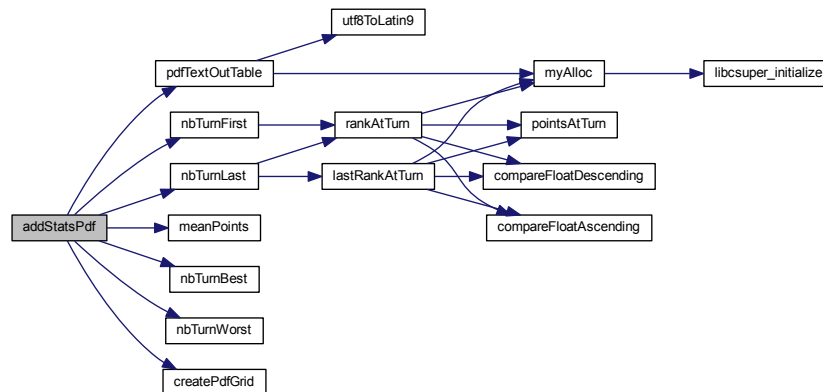 utf8ToLatin9
pdfTextOutTable
myAlloc
libcsuper_initialize
nbTurnFirst
rankAtTurn
pointsAtTurn
nbTurnLast
lastRankAtTurn
compareFloatDescending
addStatsPdf
meanPoints
compareFloatAscending
nbTurnBest
nbTurnWorst
createPdfGrid